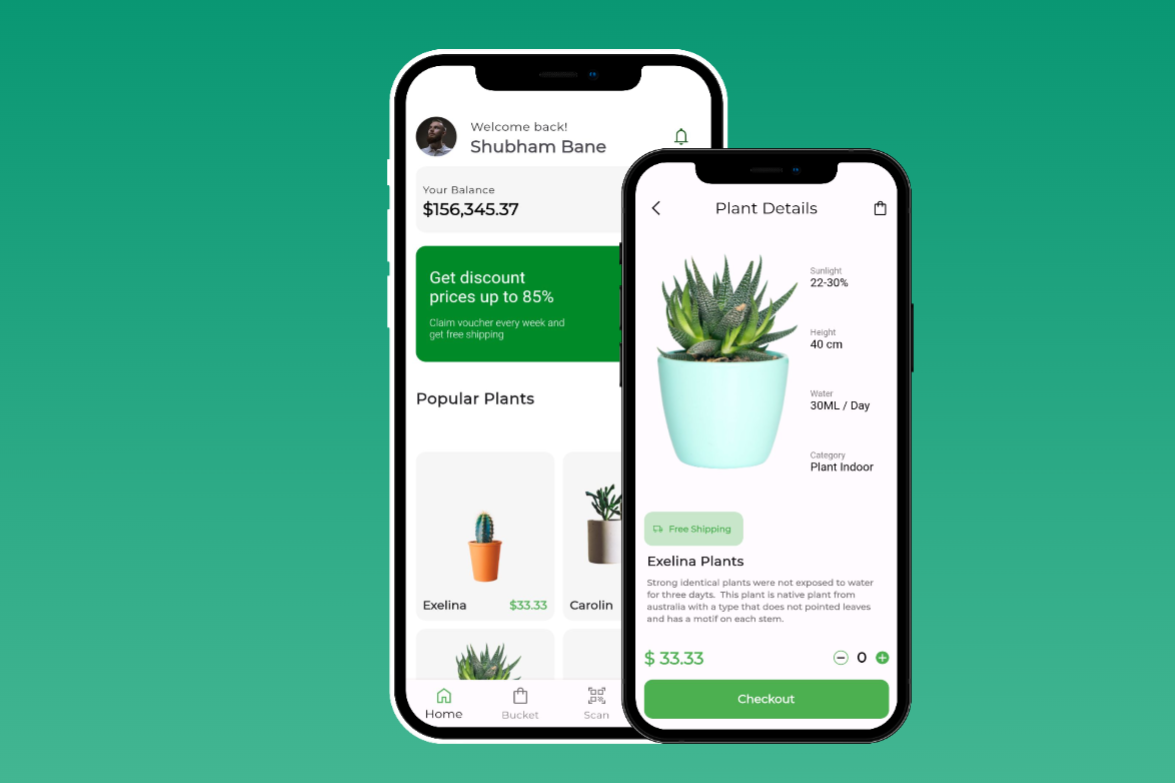 Welcome back!
Shubham Bane
Your Balance
$156,345.37
Get discount
prices up to 85%
Claim voucher every week and
get free shipping
Popular Plants
Exelina $33.33
Carolin
Home
Bucket
Scan
Plant Details
Sunlight
22-30%
Height
40 cm
Water
30ML / Day
Category
Plant Indoor
Free Shipping
Exelina Plants
Strong identical plants were not exposed to water
for three dayts. This plant is native plant from
australia with a type that does not pointed leaves
and has a motif on each stem.
$ 33.33
0
Checkout